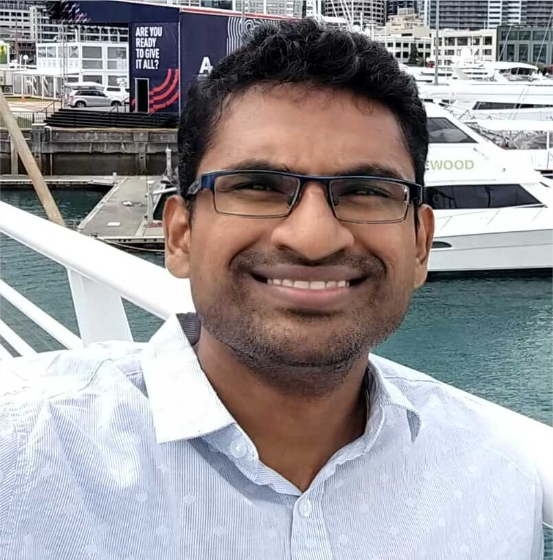 ARE YOU
READY
TO GIVE
IT ALL?
A
EWOOD